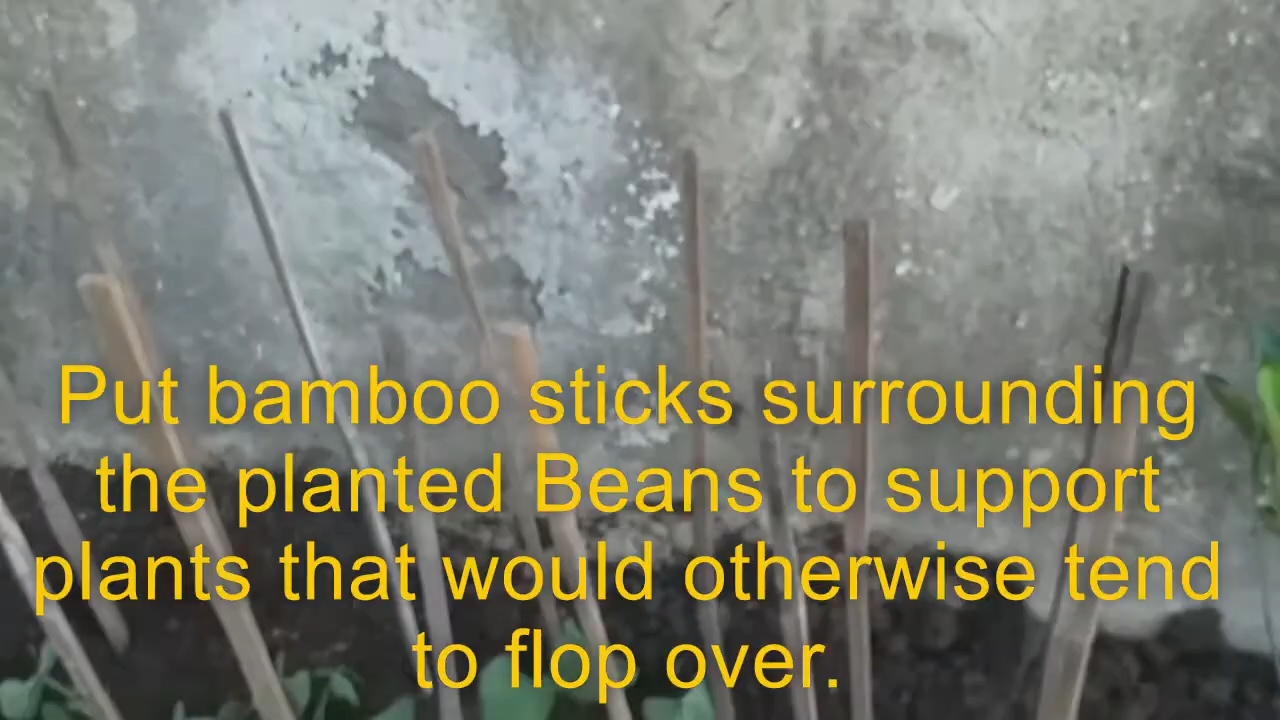 Put bamboo sticks surrounding
the planted Beans to support
plants that would otherwise tend
to flop over.